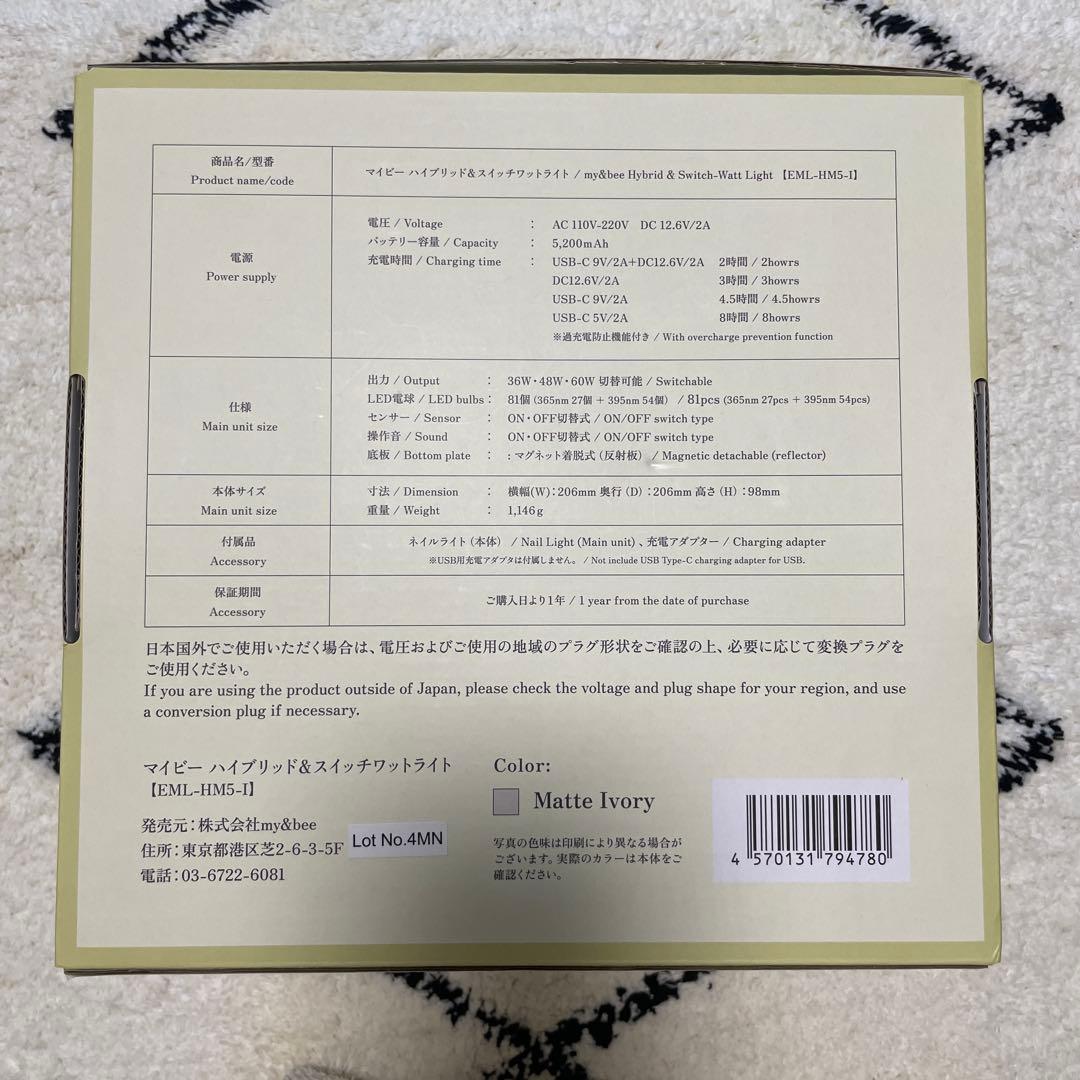 商品名/型番
Product name/code
マイビー ハイブリッド&スイッチワットライト / my&bee Hybrid & Switch-Watt Light 【EML-HM5-I】
電源
Power supply
電圧 / Voltage : AC 110V-220V DC 12.6V/2A
バッテリー容量 / Capacity : 5,200mAh
充電時間 / Charging time : USB-C 9V/2A+DC12.6V/2A 2時間 / 2howrs
DC12.6V/2A 3時間 / 3howrs
USB-C 9V/2A 4.5時間 / 4.5howrs
USB-C 5V/2A 8時間 / 8howrs
※過充電防止機能付き / With overcharge prevention function
仕様
Main unit size
出力 / Output : 36W・48W・60W 切替可能 / Switchable
LED電球 / LED bulbs : 81個 (365nm 27個 + 395nm 54個) / 81pcs (365nm 27pcs + 395nm 54pcs)
センサー / Sensor : ON・OFF切替式 / ON/OFF switch type
操作音 / Sound : ON・OFF切替式 / ON/OFF switch type
底板 / Bottom plate : : マグネット着脱式 (反射板) / Magnetic detachable (reflector)
本体サイズ
Main unit size
寸法 / Dimension : 横幅(W):206mm 奥行(D):206mm 高さ(H):98mm
重量 / Weight : 1,146g
付属品
Accessory
ネイルライト (本体) / Nail Light (Main unit) 、充電アダプター / Charging adapter
※USB用充電アダプタは付属しません。 / Not include USB Type-C charging adapter for USB.
保証期間
Accessory
ご購入日より1年 / 1 year from the date of purchase
日本国外でご使用いただく場合は、電圧およびご使用の地域のプラグ形状をご確認の上、必要に応じて変換プラグを
ご使用ください。
If you are using the product outside of Japan, please check the voltage and plug shape for your region, and use
a conversion plug if necessary.
マイビー ハイブリッド&スイッチワットライト
【EML-HM5-I】
発売元:株式会社my&bee
住所:東京都港区芝2-6-3-5F
電話:03-6722-6081
Lot No.4MN
Color:
Matte Ivory
写真の色味は印刷により異なる場合が
ございます。実際のカラーは本体をご
確認ください。
4 570131 794780